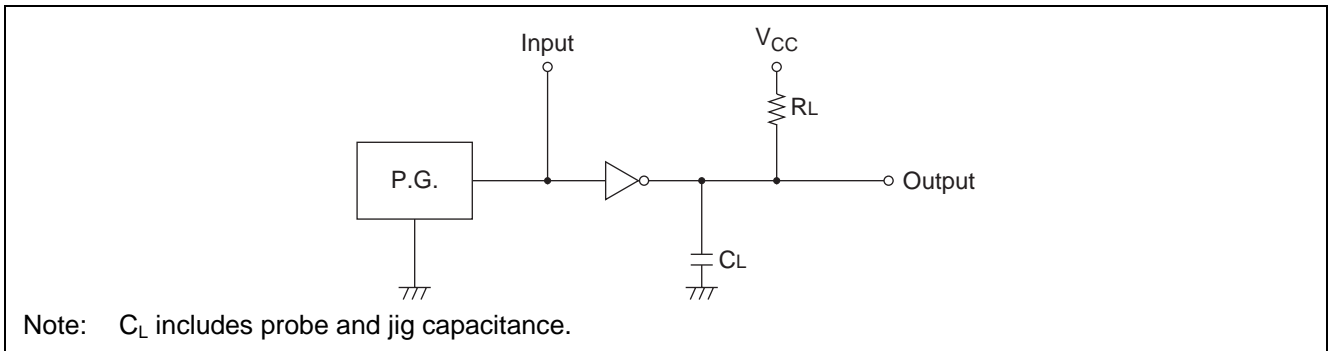 Input
VCC
RL
P.G.
Output
CL
Note: CL includes probe and jig capacitance.